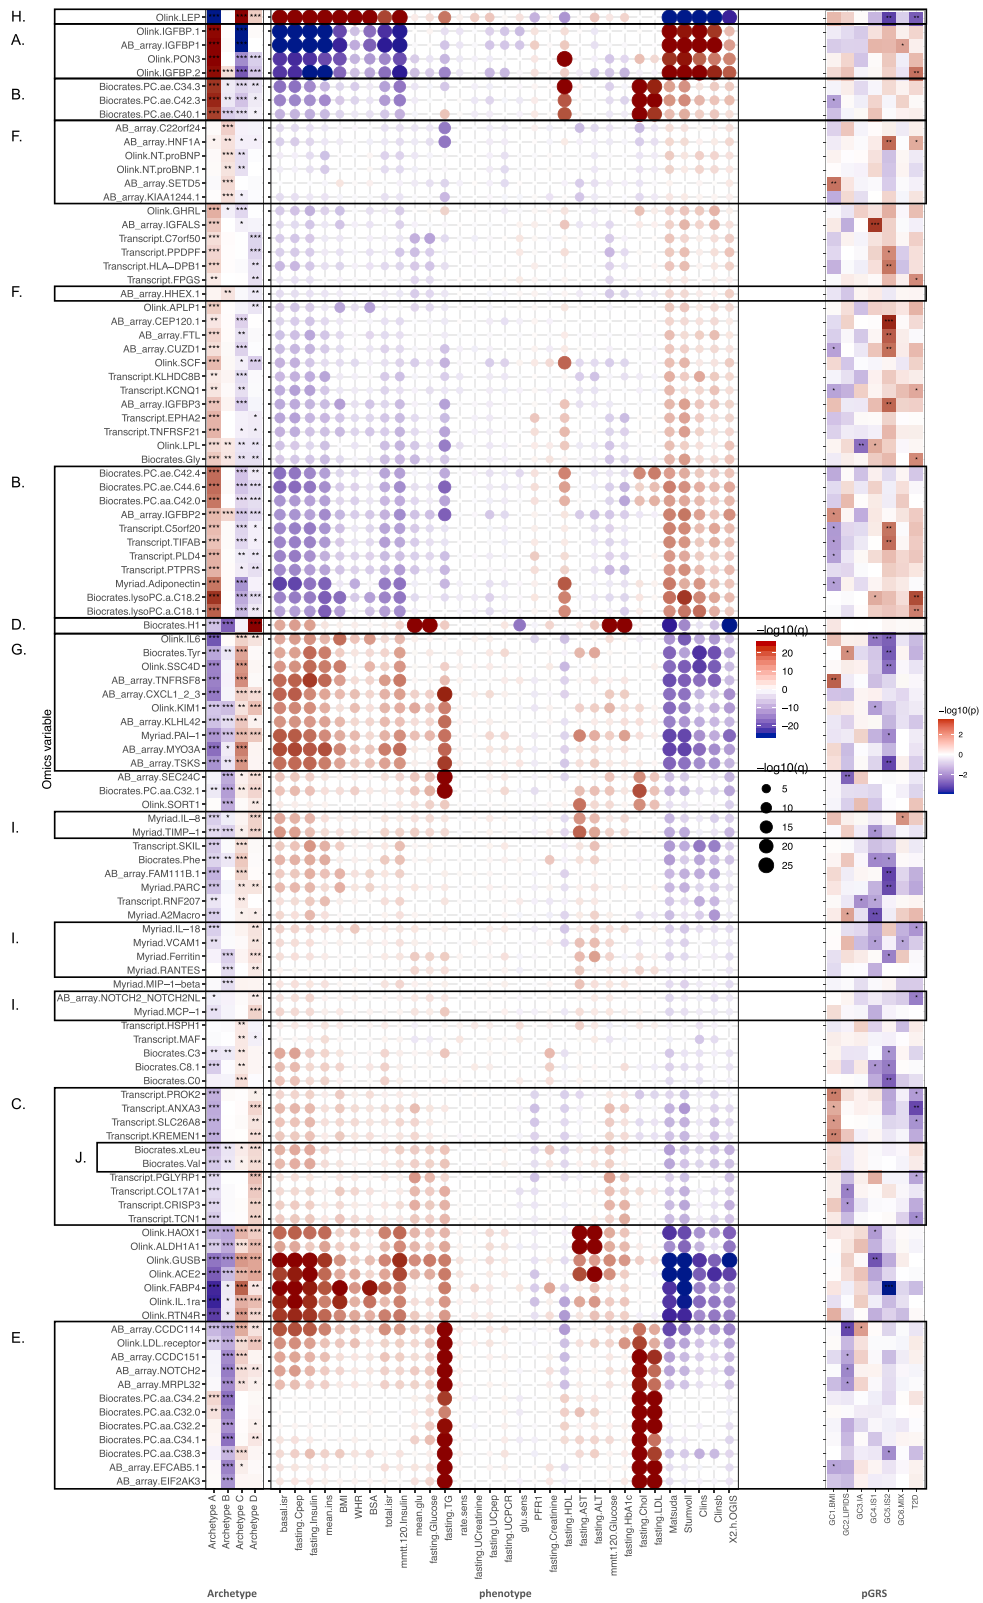 H.
Olink.LEP
A.
Olink.IGFBP.1
AB_array.IGFBP1
Olink.PON3
Olink.IGFBP.2
B.
Biocrates.PC.ae.C34.3
Biocrates.PC.ae.C42.3
Biocrates.PC.ae.C40.1
F.
AB_array.C22orf24
AB_array.HNF1A
Olink.NT.proBNP
Olink.NT.proBNP.1
AB_array.SETD5
AB_array.KIAA1244.1
Olink.GHRL
AB_array.IGFALS
Transcript.C7orf50
Transcript.PPDPF
Transcript.HLA−DPB1
Transcript.FPGS
F.
AB_array.HHEX.1
Olink.APLP1
AB_array.CEP120.1
AB_array.FTL
AB_array.CUZD1
Olink.SCF
Transcript.KLHDC8B
Transcript.KCNQ1
AB_array.IGFBP3
Transcript.EPHA2
Transcript.TNFRSF21
Olink.LPL
Biocrates.Gly
B.
Biocrates.PC.ae.C42.4
Biocrates.PC.ae.C44.6
Biocrates.PC.aa.C42.0
AB_array.IGFBP2
Transcript.C5orf20
Transcript.TIFAB
Transcript.PLD4
Transcript.PTPRS
Myriad.Adiponectin
Biocrates.lysoPC.a.C18.2
Biocrates.lysoPC.a.C18.1
D.
Biocrates.H1
G.
Olink.IL6
Biocrates.Tyr
Olink.SSC4D
AB_array.TNFRSF8
AB_array.CXCL1_2_3
Olink.KIM1
AB_array.KLHL42
Myriad.PAI−1
AB_array.MYO3A
AB_array.TSKS
AB_array.SEC24C
Biocrates.PC.aa.C32.1
Olink.SORT1
I.
Myriad.IL−8
Myriad.TIMP−1
Transcript.SKIL
Biocrates.Phe
AB_array.FAM111B.1
Myriad.PARC
Transcript.RNF207
Myriad.A2Macro
I.
Myriad.IL−18
Myriad.VCAM1
Myriad.Ferritin
Myriad.RANTES
Myriad.MIP−1−beta
I.
AB_array.NOTCH2_NOTCH2NL
Myriad.MCP−1
Transcript.HSPH1
Transcript.MAF
Biocrates.C3
Biocrates.C8.1
Biocrates.C0
C.
Transcript.PROK2
Transcript.ANXA3
Transcript.SLC26A8
Transcript.KREMEN1
J.
Biocrates.xLeu
Biocrates.Val
Transcript.PGLYRP1
Transcript.COL17A1
Transcript.CRISP3
Transcript.TCN1
Olink.HAOX1
Olink.ALDH1A1
Olink.GUSB
Olink.ACE2
Olink.FABP4
Olink.IL.1ra
Olink.RTN4R
E.
AB_array.CCDC114
Olink.LDL.receptor
AB_array.CCDC151
AB_array.NOTCH2
AB_array.MRPL32
Biocrates.PC.aa.C34.2
Biocrates.PC.aa.C32.0
Biocrates.PC.aa.C32.2
Biocrates.PC.aa.C34.1
Biocrates.PC.aa.C38.3
AB_array.EFCAB5.1
AB_array.EIF2AK3
Omics variable
−log10(q)
20
10
0
−10
−20
−log10(q)
5
10
15
20
25
−log10(p)
2
0
−2
Archetype A
Archetype B
Archetype C
Archetype D
basal.isr
fasting.Cpep
fasting.Insulin
mean.ins
BMI
WHR
BSA
total.isr
mmtt.120.Insulin
mean.glu
fasting.Glucose
fasting.TG
rate.sens
fasting.UCreatinine
fasting.UCpep
fasting.UCPCR
glu.sens
PFR1
fasting.Creatinine
fasting.HDL
fasting.AST
fasting.ALT
mmtt.120.Glucose
fasting.HbA1c
fasting.Chol
fasting.LDL
Matsuda
Stumvoll
Clins
Clinsb
X2.h.OGIS
GC1.BMI
GC2.LIPIDS
GC3.IA
GC4.IS1
GC5.IS2
GC6.MIX
T2D
Archetype
phenotype
pGRS